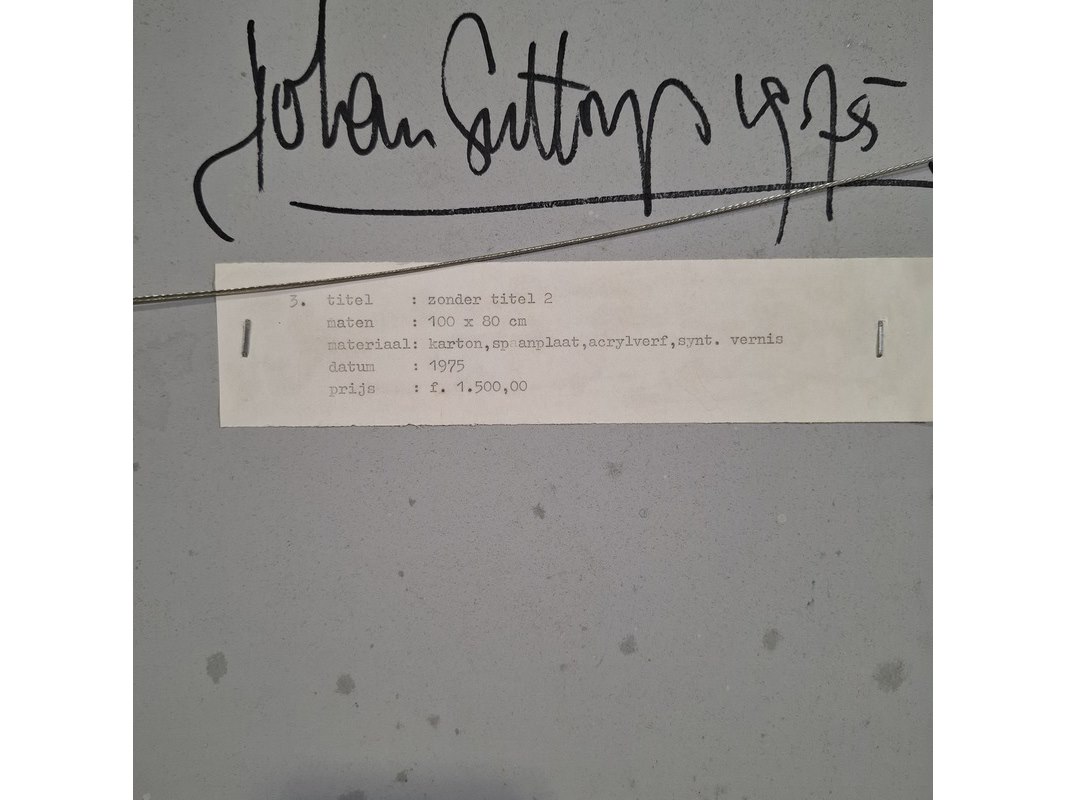 Johan 1975
3. titel : zonder titel 2
maten : 100 x 80 cm
materiaal: karton,spaanplaat,acrylverf,synt. vernis
datum : 1975
prijs : f. 1.500,00